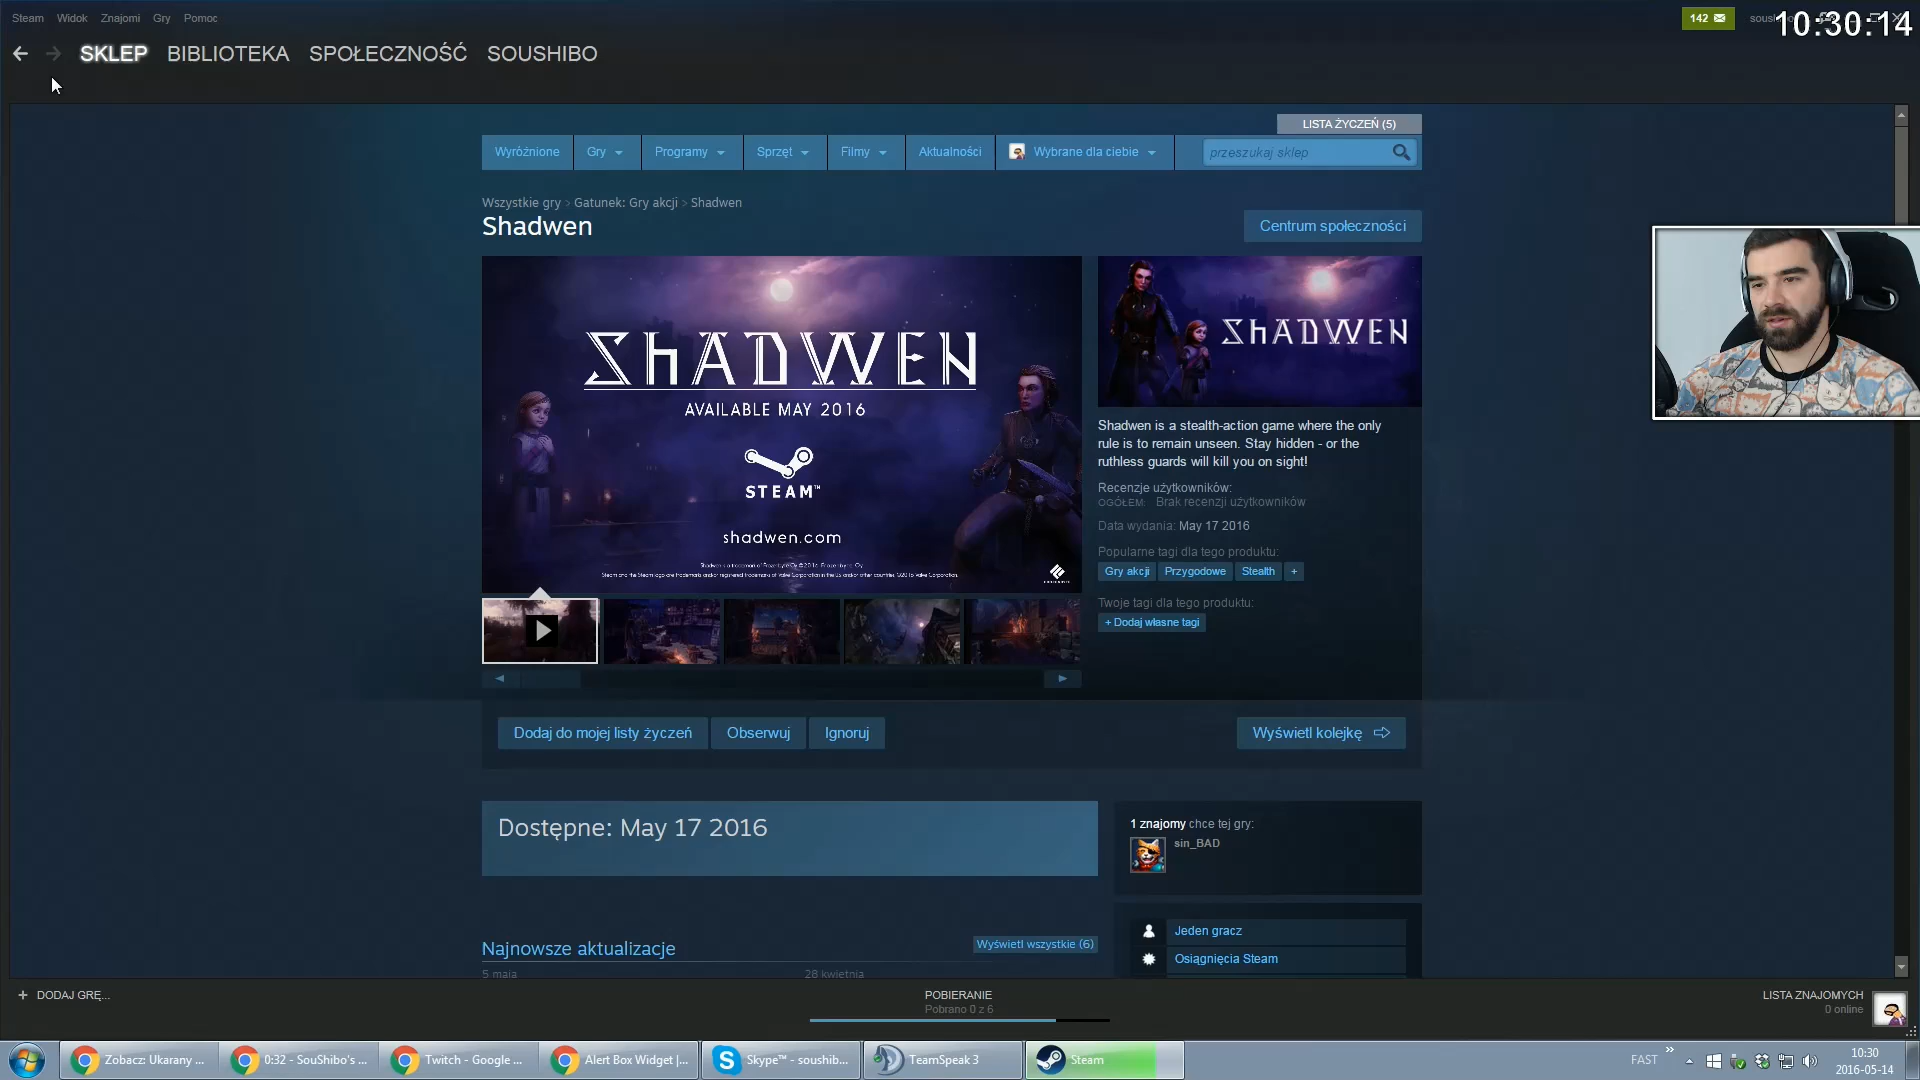 Steam Widok Znajomi Gry Pomoc
142
10:30:14
SKLEP BIBLIOTEKA SPOŁECZNOŚĆ SOUSHIBO
LISTA ŻYCZEŃ (5)
Wyróżnione Gry Programy Sprzęt Filmy Aktualności Wybrane dla ciebie przeszukaj sklep
Wszystkie gry > Gatunek: Gry akcji > Shadwen
Shadwen
Centrum społeczności
SHADWEN
AVAILABLE MAY 2016
STEAM™
shadwen.com
SHADWEN
Shadwen is a stealth-action game where the only
rule is to remain unseen. Stay hidden - or the
ruthless guards will kill you on sight!
Recenzje użytkowników:
OGÓŁEM: Brak recenzji użytkowników
Data wydania: May 17 2016
Popularne tagi dla tego produktu:
Gry akcji Przygodowe Stealth +
Twoje tagi dla tego produktu:
+ Dodaj własne tagi
Dodaj do mojej listy życzeń Obserwuj Ignoruj
Wyświetl kolejkę
Dostępne: May 17 2016
1 znajomy chce tej gry:
sin_BAD
Jeden gracz
Osiągnięcia Steam
Najnowsze aktualizacje
Wyświetl wszystkie (6)
5 maja 28 kwietnia
+ DODAJ GRĘ...
POBIERANIE
Pobrano 0 z 6
LISTA ZNAJOMYCH
0 online
Zobacz: Ukarany ... 0:32 - SouShibo's ... Twitch - Google ... Alert Box Widget |... Skype™ - soushib... TeamSpeak 3 Steam
FAST »
10:30
2016-05-14